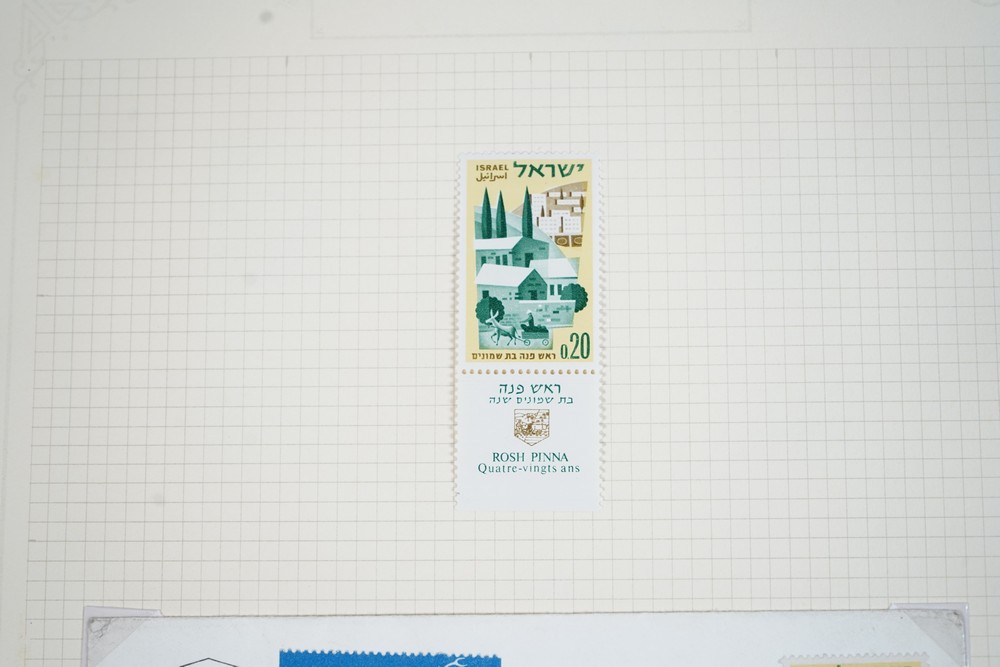 ISRAEL ישראל
اسرائيل
0.20
ראש פנה בת שמונים
ראש פנה
בת שמונים שנה
ROSH PINNA
Quatre-vingts ans